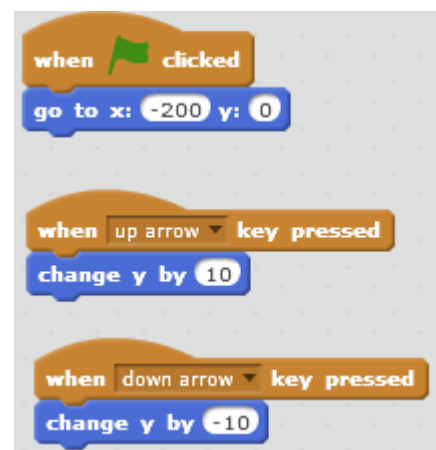 when clicked
go to x: -200 y: 0
when up arrow key pressed
change y by 10
when down arrow key pressed
change y by -10